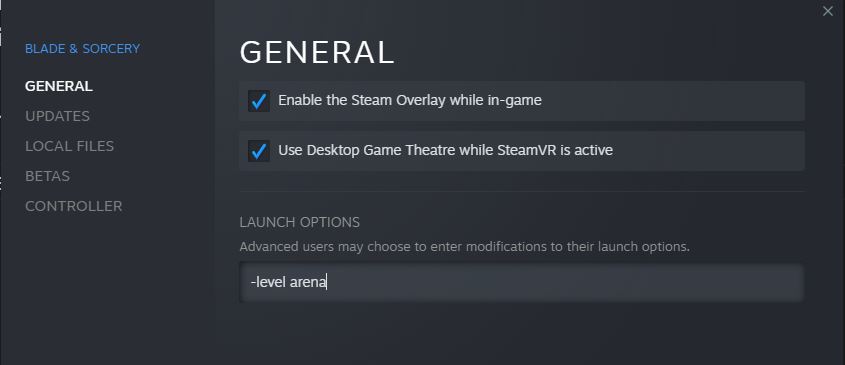 BLADE & SORCERY
GENERAL
UPDATES
LOCAL FILES
BETAS
CONTROLLER
GENERAL
Enable the Steam Overlay while in-game
Use Desktop Game Theatre while SteamVR is active
LAUNCH OPTIONS
Advanced users may choose to enter modifications to their launch options.
-level arena